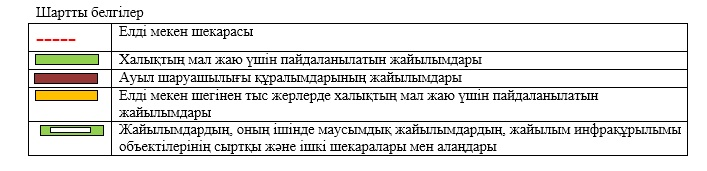 Шартты белгілер
Елді мекен шекарасы
Халықтың мал жаю үшін пайдаланылатын жайылымдары
Ауыл шаруашылығы құралымдарының жайылымдары
Елді мекен шегінен тыс жерлерде халықтың мал жаю үшін пайдаланылатын
жайылымдары
Жайылымдардың, оның ішінде маусымдық жайылымдардың, жайылым инфрақұрылымы
объектілерінің сыртқы және ішкі шекаралары мен алаңдары